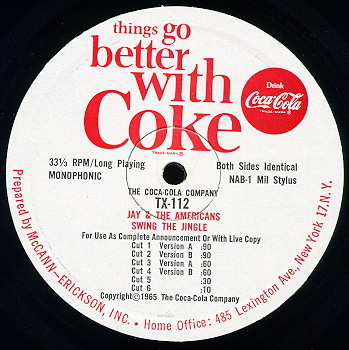 things go
better
with
Coke
TRADE-MARK ®
Drink
Coca-Cola
TRADE-MARK ®
33⅓ RPM/Long Playing
MONOPHONIC
Both Sides Identical
NAB-1 Mil Stylus
THE COCA-COLA COMPANY
TX-112
JAY & THE AMERICANS
SWING THE JINGLE
For Use As Complete Announcement Or With Live Copy
Cut 1 Version A :90
Cut 2 Version B :90
Cut 3 Version A :60
Cut 4 Version B :60
Cut 5 :30
Cut 6 :10
Copyright©1965 The Coca-Cola Company
Prepared by McCANN-ERICKSON, INC. • Home Office: 485 Lexington Ave., New York 17, N.Y.